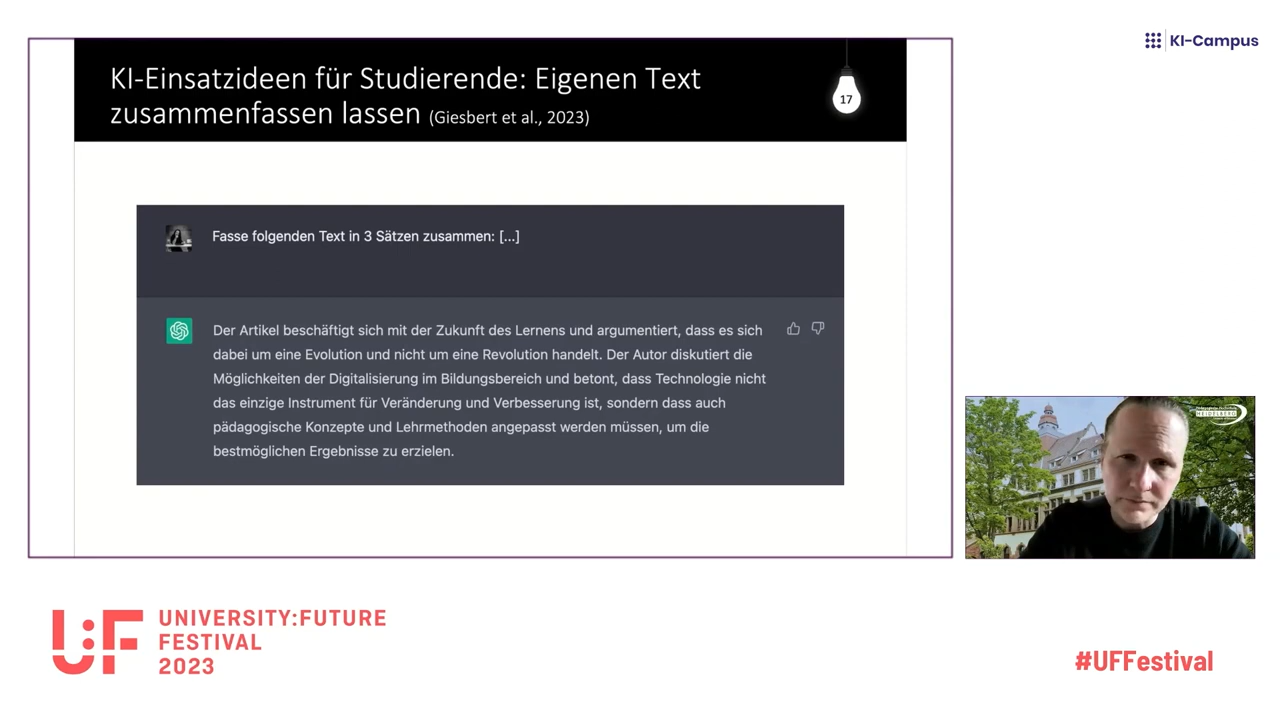 KI-Campus
KI-Einsatzideen für Studierende: Eigenen Text
zusammenfassen lassen (Giesbert et al., 2023)
17
Fasse folgenden Text in 3 Sätzen zusammen: [...]
Der Artikel beschäftigt sich mit der Zukunft des Lernens und argumentiert, dass es sich
dabei um eine Evolution und nicht um eine Revolution handelt. Der Autor diskutiert die
Möglichkeiten der Digitalisierung im Bildungsbereich und betont, dass Technologie nicht
das einzige Instrument für Veränderung und Verbesserung ist, sondern dass auch
pädagogische Konzepte und Lehrmethoden angepasst werden müssen, um die
bestmöglichen Ergebnisse zu erzielen.
HEIDELBERG
U:F
UNIVERSITY:FUTURE
FESTIVAL
2023
#UFFestival